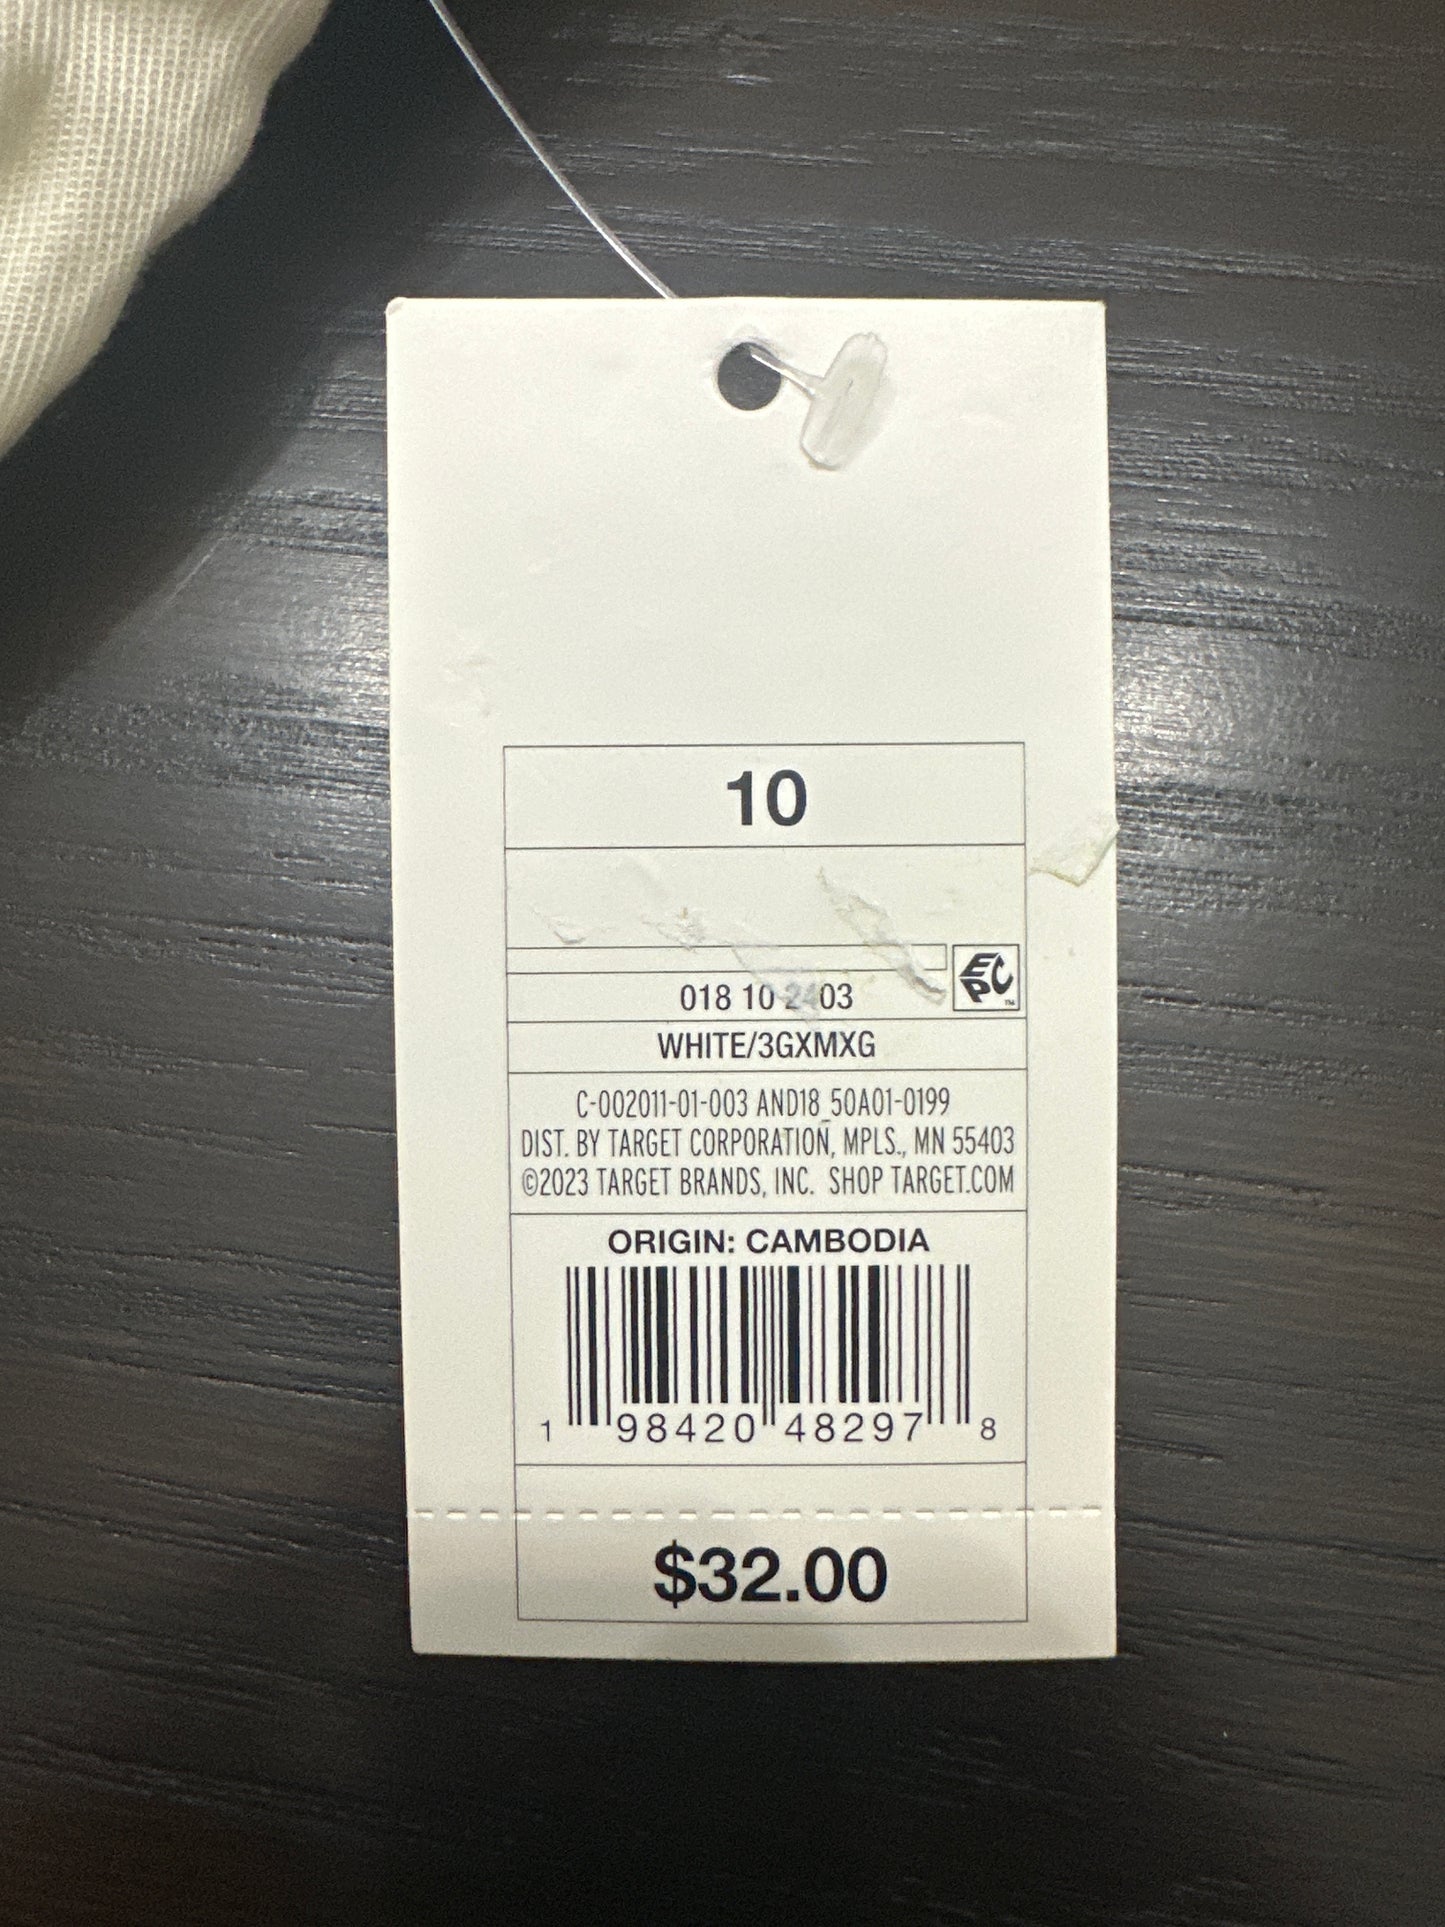 10
018 10 2403
EPC
™
WHITE/3GXMXG
C-002011-01-003 AND18_50A01-0199
DIST. BY TARGET CORPORATION, MPLS., MN 55403
©2023 TARGET BRANDS, INC. SHOP TARGET.COM
ORIGIN: CAMBODIA
1 98420 48297 8
$32.00